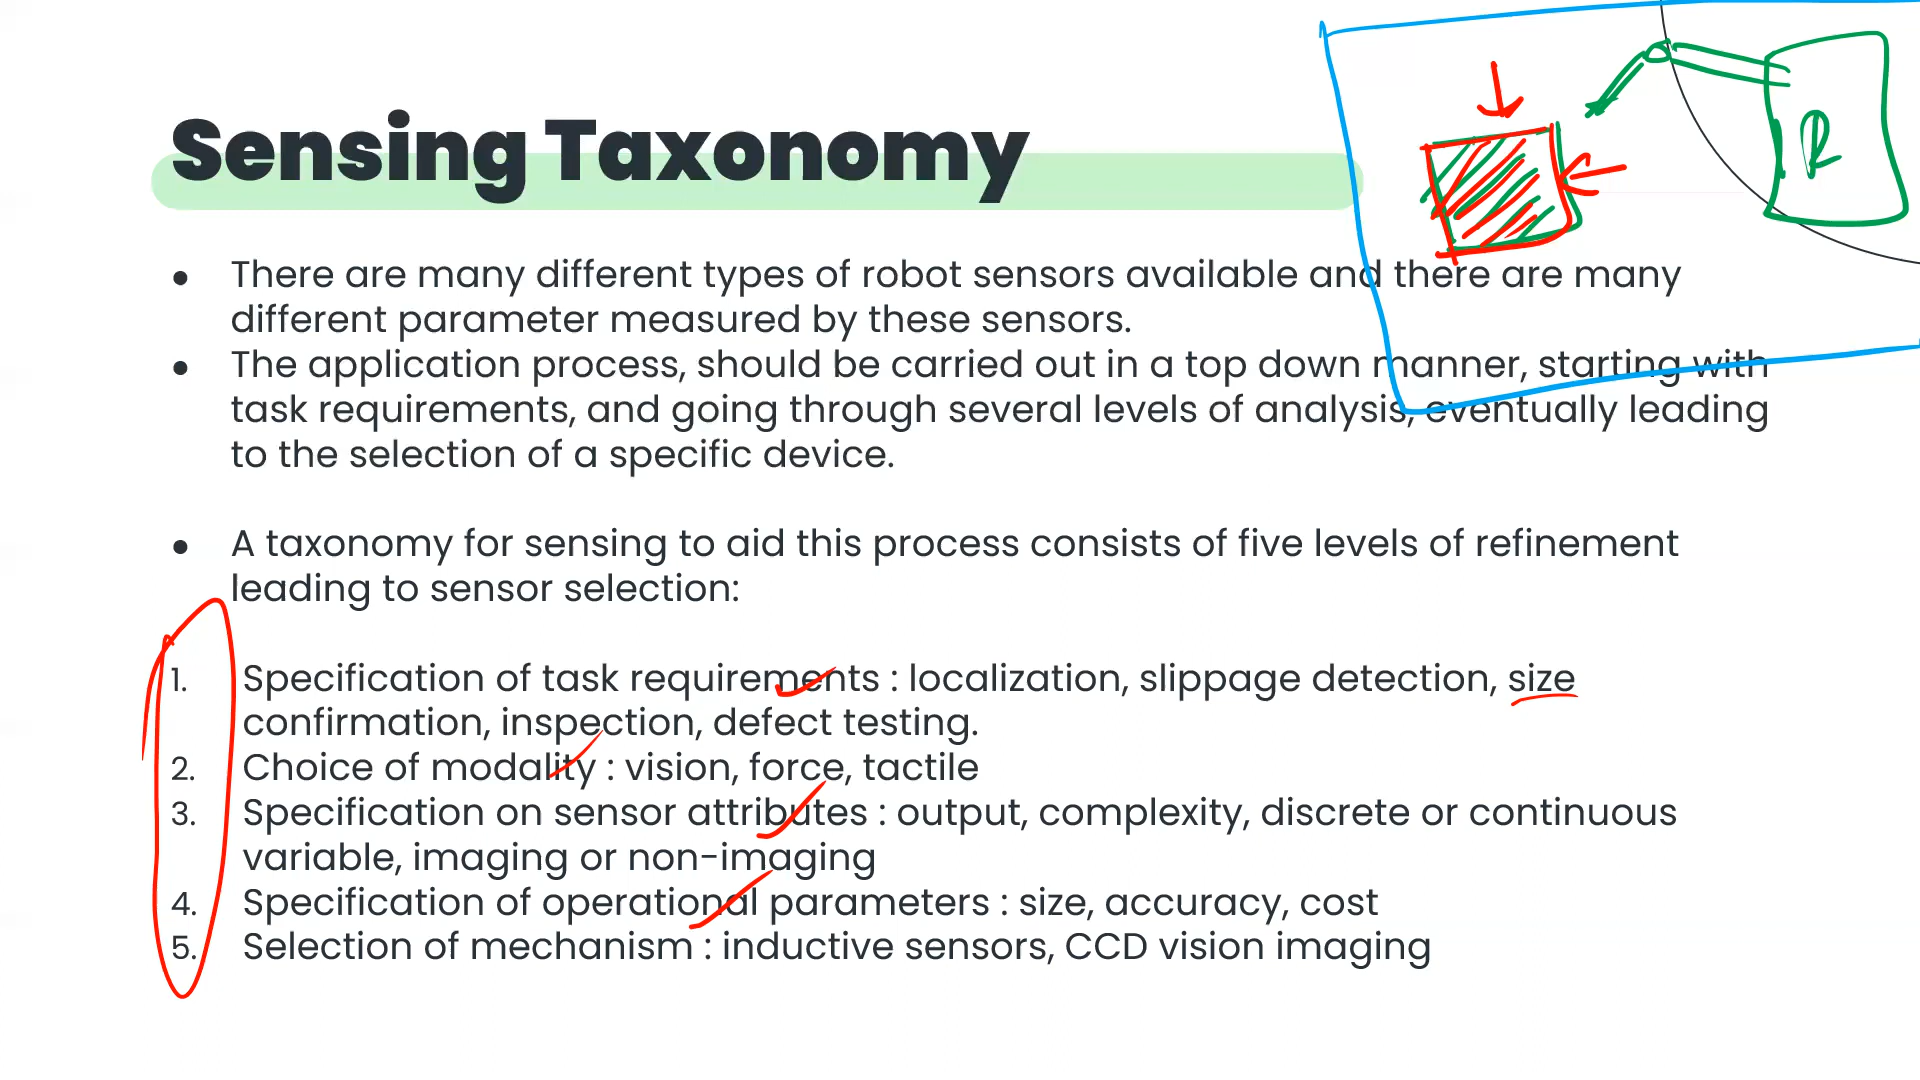 R
Sensing Taxonomy
● There are many different types of robot sensors available and there are many
different parameter measured by these sensors.
● The application process, should be carried out in a top down manner, starting with
task requirements, and going through several levels of analysis, eventually leading
to the selection of a specific device.
● A taxonomy for sensing to aid this process consists of five levels of refinement
leading to sensor selection:
1. Specification of task requirements : localization, slippage detection, size
confirmation, inspection, defect testing.
2. Choice of modality : vision, force, tactile
3. Specification on sensor attributes : output, complexity, discrete or continuous
variable, imaging or non-imaging
4. Specification of operational parameters : size, accuracy, cost
5. Selection of mechanism : inductive sensors, CCD vision imaging